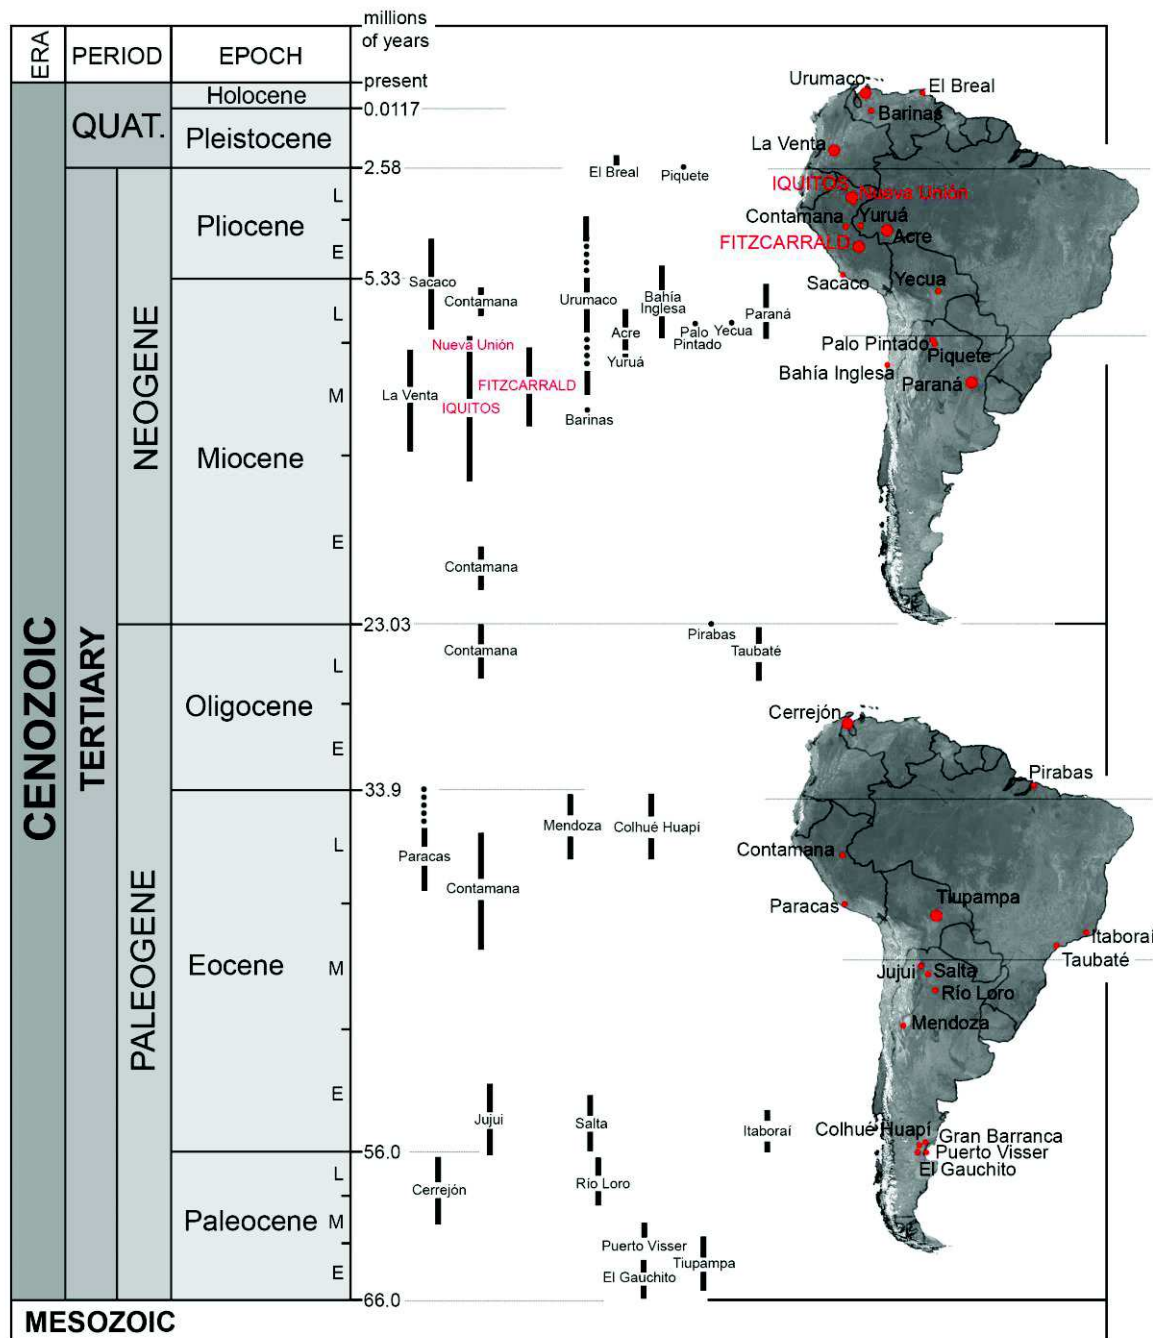 ERA
PERIOD
EPOCH
millions
of years
present
Holocene
0.0117
QUAT.
Pleistocene
2.58
El Breal
Piquete
CENOZOIC
TERTIARY
NEOGENE
Pliocene
L
E
5.33
Sacaco
Contamana
Urumaco
Bahía
Inglesa
Paraná
Acre
Yuruá
Palo
Pintado
Yecua
Nueva Unión
FITZCARRALD
La Venta
IQUITOS
Barinas
Miocene
L
M
E
Contamana
23.03
Pirabas
Contamana
Taubaté
PALEOGENE
Oligocene
L
E
33.9
Mendoza
Colhué Huapí
Paracas
Contamana
Eocene
L
M
E
Jujui
Salta
Itaboraí
56.0
Cerrejón
Río Loro
Paleocene
L
M
E
Puerto Visser
El Gauchito
Tiupampa
66.0
MESOZOIC
Urumaco
El Breal
Barinas
La Venta
IQUITOS
Nueva Unión
Contamana
Yuruá
Acre
FITZCARRALD
Sacaco
Yecua
Palo Pintado
Piquete
Bahía Inglesa
Paraná
Cerrejón
Pirabas
Contamana
Paracas
Tiupampa
Itaboraí
Taubaté
Jujui
Salta
Río Loro
Mendoza
Colhué Huapí
Gran Barranca
Puerto Visser
El Gauchito